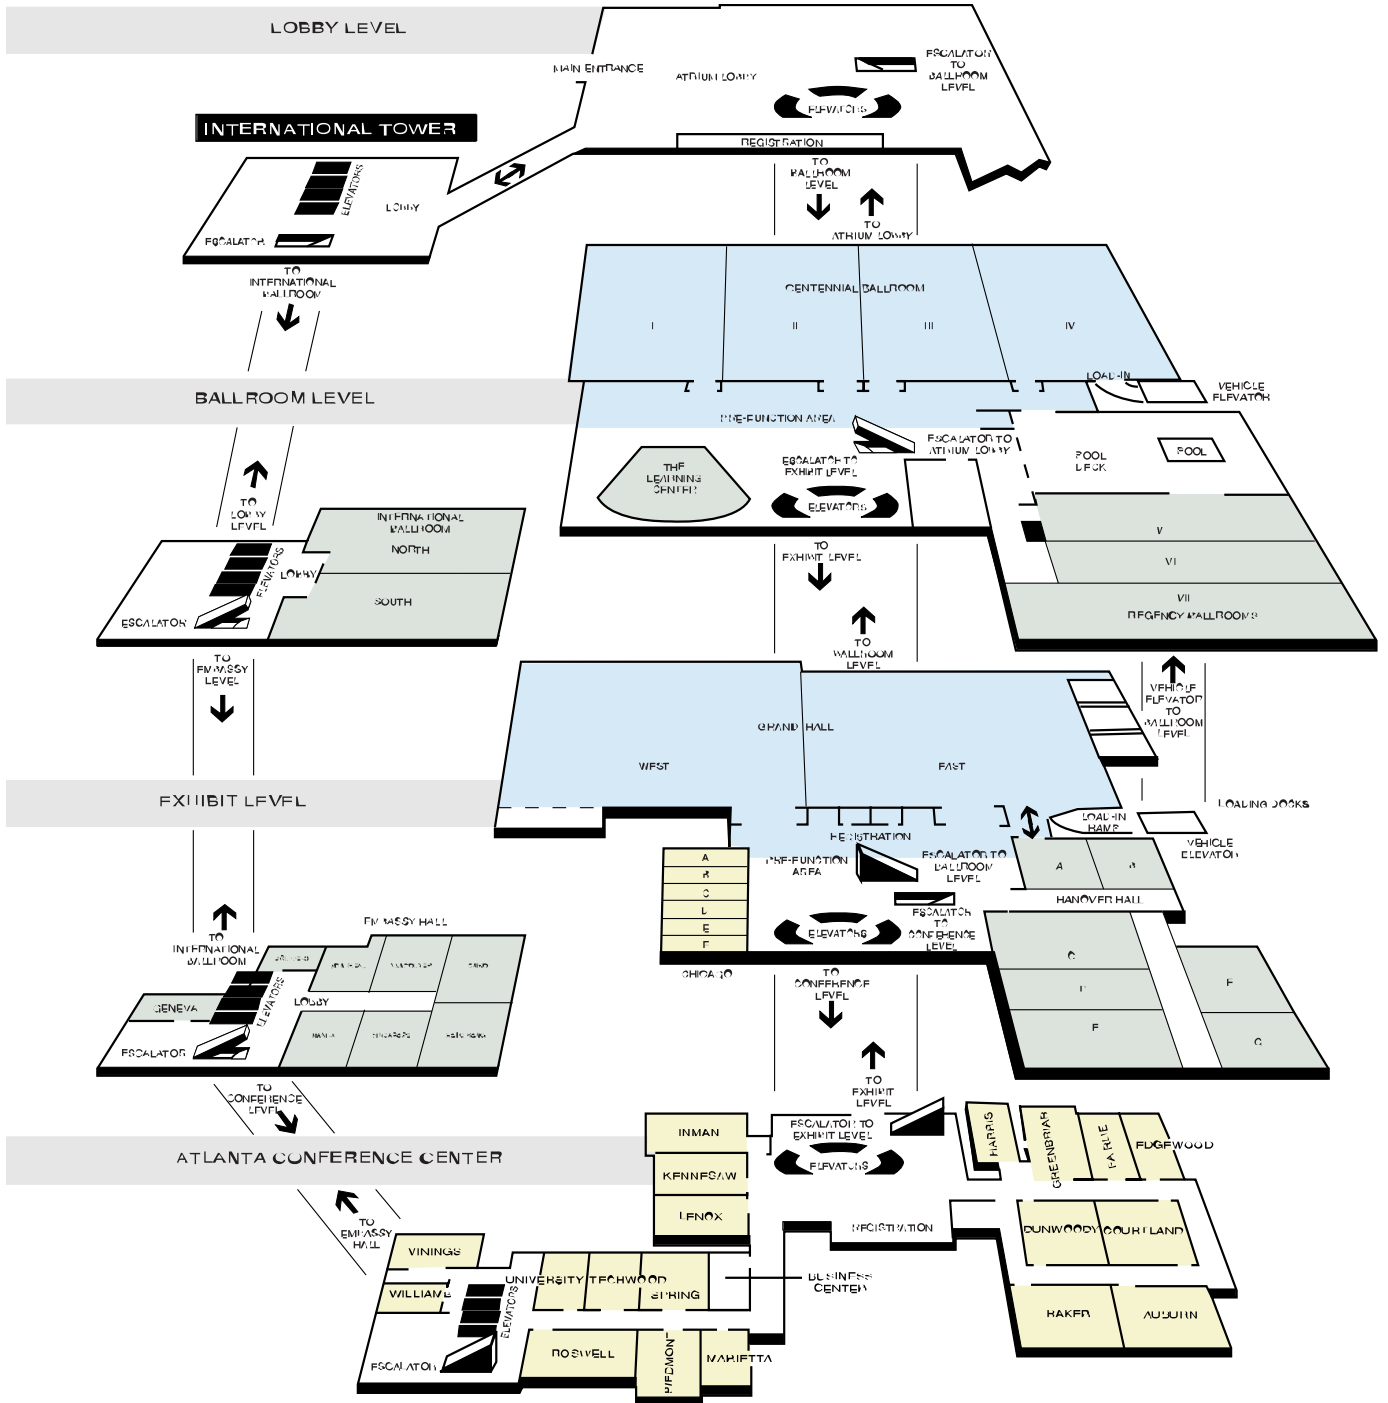 LOBBY LEVEL
MAIN ENTRANCE
ATRIUM LOBBY
ESCALATOR
TO
BALLROOM
LEVEL
ELEVATORS
REGISTRATION
INTERNATIONAL TOWER
ELEVATORS
LOBBY
ESCALATOR
TO
INTERNATIONAL
BALLROOM
TO
BALLROOM
LEVEL
TO
ATRIUM LOBBY
CENTENNIAL BALLROOM
I
II
III
IV
BALLROOM LEVEL
LOAD-IN
VEHICLE
ELEVATOR
PRE-FUNCTION AREA
ESCALATOR TO
ATRIUM LOBBY
ESCALATOR TO
EXHIBIT LEVEL
THE
LEARNING
CENTER
ELEVATORS
POOL
DECK
POOL
V
VI
VII
REGENCY BALLROOMS
TO
LOBBY
LEVEL
INTERNATIONAL
BALLROOM
NORTH
SOUTH
ELEVATORS
LOBBY
ESCALATOR
TO
EMBASSY
LEVEL
TO
EXHIBIT LEVEL
TO
BALLROOM
LEVEL
VEHICLE
ELEVATOR
TO
BALLROOM
LEVEL
GRAND HALL
WEST
EAST
EXHIBIT LEVEL
LOADING DOCKS
LOAD-IN
RAMP
VEHICLE
ELEVATOR
REGISTRATION
PRE-FUNCTION
AREA
ESCALATOR TO
BALLROOM
LEVEL
A
B
C
D
E
F
CHICAGO
ELEVATORS
ESCALATOR
TO
CONFERENCE
LEVEL
A
B
HANOVER HALL
C
D
E
F
G
TO
INTERNATIONAL
BALLROOM
EMBASSY HALL
GENEVA
LOBBY
ELEVATORS
MANILA
SINGAPORE
HONG KONG
ESCALATOR
TO
CONFERENCE
LEVEL
TO
CONFERENCE
LEVEL
TO
EXHIBIT
LEVEL
ATLANTA CONFERENCE CENTER
INMAN
KENNESAW
LENOX
ESCALATOR TO
EXHIBIT LEVEL
ELEVATORS
REGISTRATION
HARRIS
GREENBRIAR
FARLIE
EDGEWOOD
DUNWOODY
COURTLAND
BAKER
AUBURN
TO
EMBASSY
HALL
VININGS
WILLIAMS
ELEVATORS
UNIVERSITY
TECHWOOD
SPRING
BUSINESS
CENTER
ESCALATOR
ROSWELL
PIEDMONT
MARIETTA